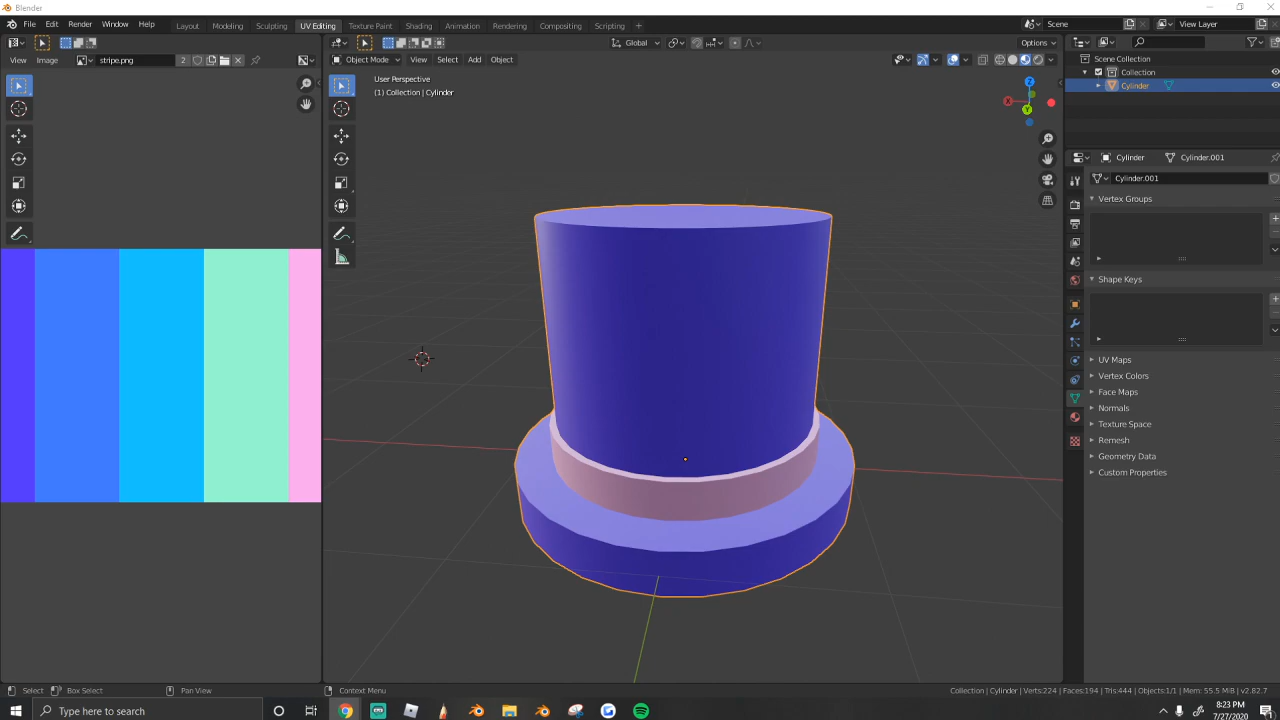 Blender
File Edit Render Window Help Layout Modeling Sculpting UV Editing Texture Paint Shading Animation Rendering Compositing Scripting + Scene View Layer
Global Options
View Image stripe.png 2 Object Mode View Select Add Object
User Perspective
(1) Collection | Cylinder
Z
X
Y
Scene Collection
Collection
Cylinder
Cylinder Cylinder.001
Cylinder.001
Vertex Groups
Shape Keys
UV Maps
Vertex Colors
Face Maps
Normals
Texture Space
Remesh
Geometry Data
Custom Properties
Select Box Select Pan View Context Menu Collection | Cylinder | Verts:224 | Faces:194 | Tris:444 | Objects:1/1 | Mem: 55.5 MiB | v2.82.7
Type here to search
8:23 PM
7/27/2020